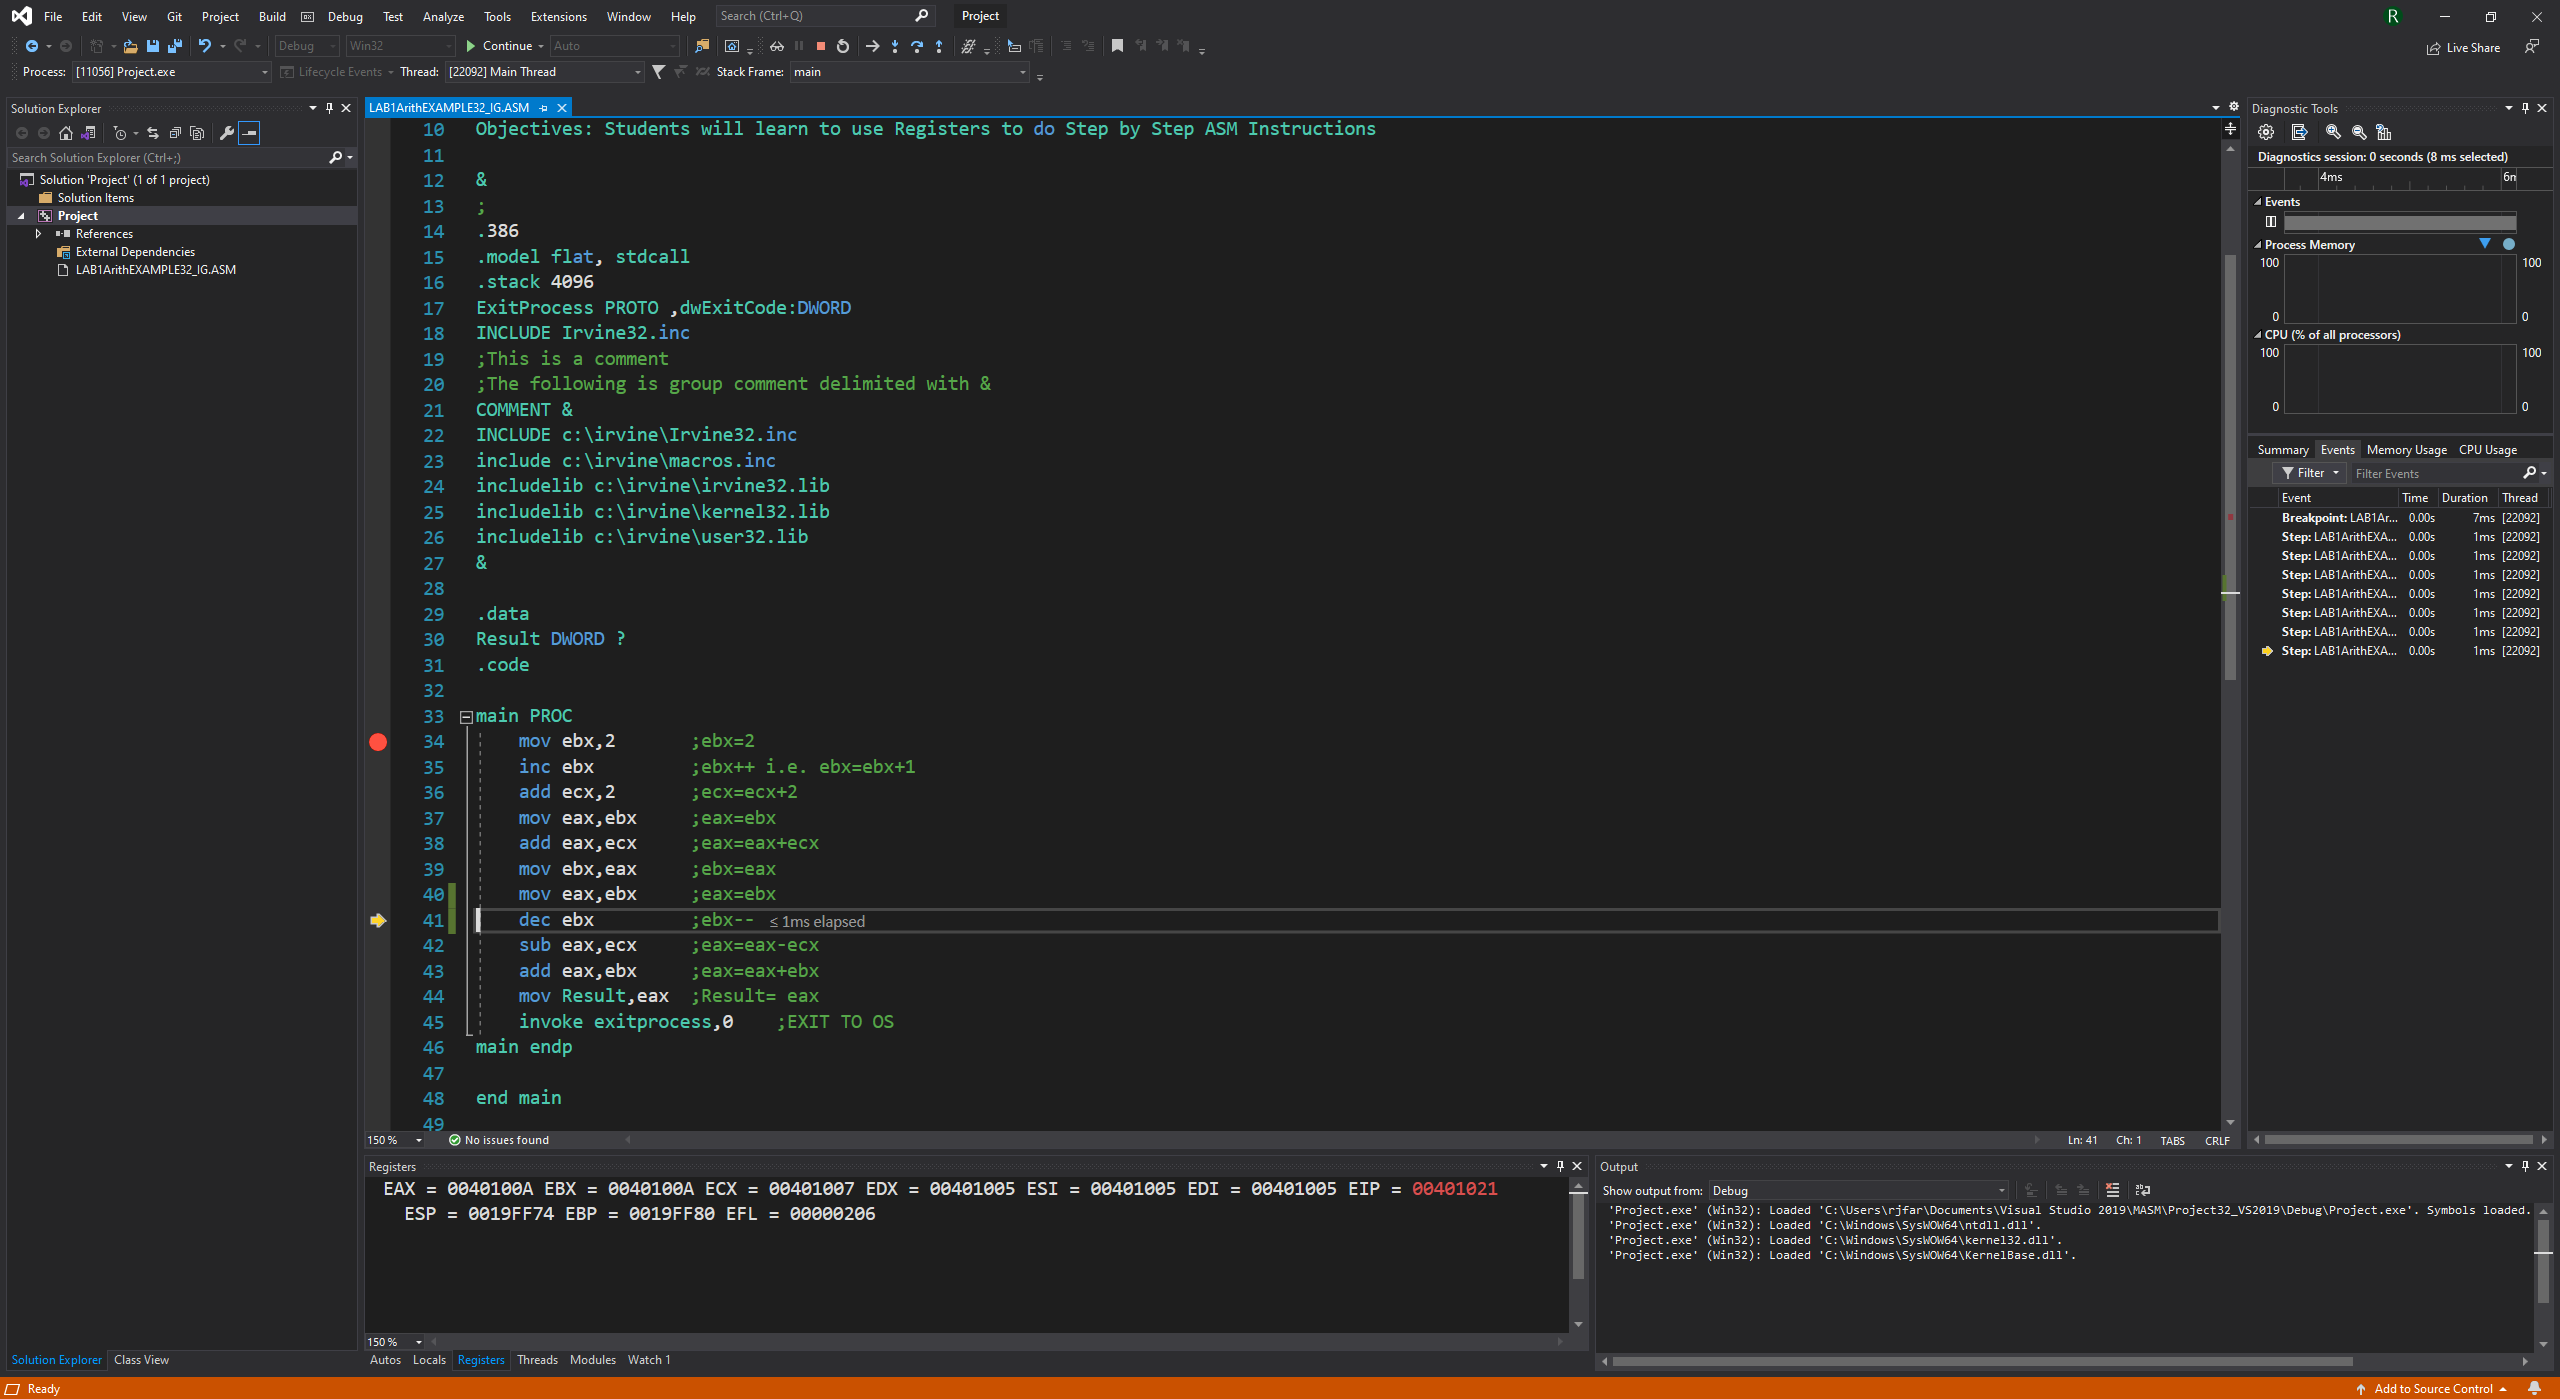 File Edit View Git Project Build Debug Test Analyze Tools Extensions Window Help Search (Ctrl+Q) Project R
Debug Win32 Continue Auto Live Share
Process: [11056] Project.exe Lifecycle Events Thread: [22092] Main Thread Stack Frame: main
Solution Explorer
Search Solution Explorer (Ctrl+;)
Solution 'Project' (1 of 1 project)
Solution Items
Project
References
External Dependencies
LAB1ArithEXAMPLE32_IG.ASM
Solution Explorer Class View
LAB1ArithEXAMPLE32_IG.ASM
10 Objectives: Students will learn to use Registers to do Step by Step ASM Instructions
11
12 &
13 ;
14 .386
15 .model flat, stdcall
16 .stack 4096
17 ExitProcess PROTO ,dwExitCode:DWORD
18 INCLUDE Irvine32.inc
19 ;This is a comment
20 ;The following is group comment delimited with &
21 COMMENT &
22 INCLUDE c:\irvine\Irvine32.inc
23 include c:\irvine\macros.inc
24 includelib c:\irvine\irvine32.lib
25 includelib c:\irvine\kernel32.lib
26 includelib c:\irvine\user32.lib
27 &
28
29 .data
30 Result DWORD ?
31 .code
32
33 main PROC
34 mov ebx,2 ;ebx=2
35 inc ebx ;ebx++ i.e. ebx=ebx+1
36 add ecx,2 ;ecx=ecx+2
37 mov eax,ebx ;eax=ebx
38 add eax,ecx ;eax=eax+ecx
39 mov ebx,eax ;ebx=eax
40 mov eax,ebx ;eax=ebx
41 dec ebx ;ebx-- ≤ 1ms elapsed
42 sub eax,ecx ;eax=eax-ecx
43 add eax,ebx ;eax=eax+ebx
44 mov Result,eax ;Result= eax
45 invoke exitprocess,0 ;EXIT TO OS
46 main endp
47
48 end main
49
150 % No issues found Ln: 41 Ch: 1 TABS CRLF
Diagnostic Tools
Diagnostics session: 0 seconds (8 ms selected)
4ms 6m
Events
Process Memory
100 100
0 0
CPU (% of all processors)
100 100
0 0
Summary Events Memory Usage CPU Usage
Filter Filter Events
Event Time Duration Thread
Breakpoint: LAB1Ar... 0.00s 7ms [22092]
Step: LAB1ArithEXA... 0.00s 1ms [22092]
Step: LAB1ArithEXA... 0.00s 1ms [22092]
Step: LAB1ArithEXA... 0.00s 1ms [22092]
Step: LAB1ArithEXA... 0.00s 1ms [22092]
Step: LAB1ArithEXA... 0.00s 1ms [22092]
Step: LAB1ArithEXA... 0.00s 1ms [22092]
Step: LAB1ArithEXA... 0.00s 1ms [22092]
Registers
EAX = 0040100A EBX = 0040100A ECX = 00401007 EDX = 00401005 ESI = 00401005 EDI = 00401005 EIP = 00401021
ESP = 0019FF74 EBP = 0019FF80 EFL = 00000206
150 %
Autos Locals Registers Threads Modules Watch 1
Output
Show output from: Debug
'Project.exe' (Win32): Loaded 'C:\Users\rjfar\Documents\Visual Studio 2019\MASM\Project32_VS2019\Debug\Project.exe'. Symbols loaded.
'Project.exe' (Win32): Loaded 'C:\Windows\SysWOW64\ntdll.dll'.
'Project.exe' (Win32): Loaded 'C:\Windows\SysWOW64\kernel32.dll'.
'Project.exe' (Win32): Loaded 'C:\Windows\SysWOW64\KernelBase.dll'.
Ready Add to Source Control